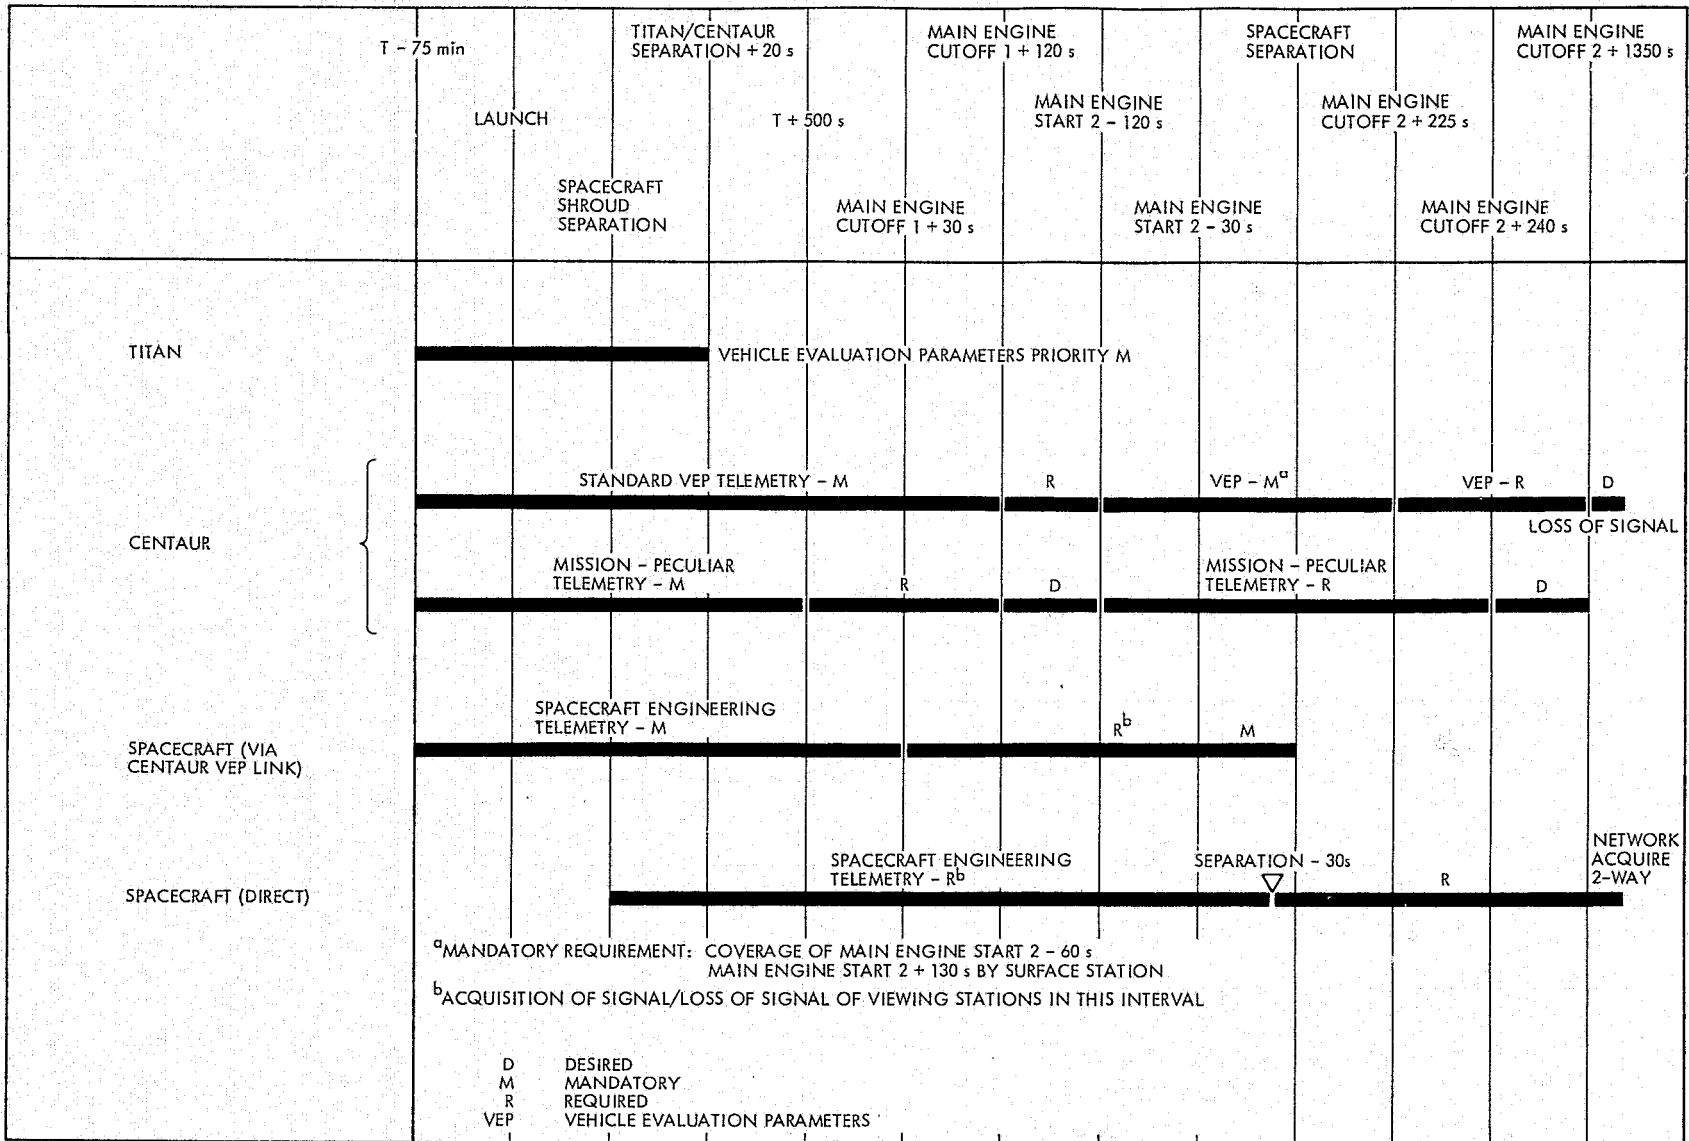 T - 75 min
TITAN/CENTAUR
SEPARATION + 20 s
MAIN ENGINE
CUTOFF 1 + 120 s
SPACECRAFT
SEPARATION
MAIN ENGINE
CUTOFF 2 + 1350 s
LAUNCH
T + 500 s
MAIN ENGINE
START 2 - 120 s
MAIN ENGINE
CUTOFF 2 + 225 s
SPACECRAFT
SHROUD
SEPARATION
MAIN ENGINE
CUTOFF 1 + 30 s
MAIN ENGINE
START 2 - 30 s
MAIN ENGINE
CUTOFF 2 + 240 s
TITAN
VEHICLE EVALUATION PARAMETERS PRIORITY M
CENTAUR
STANDARD VEP TELEMETRY - M
R
VEP - Mᵃ
VEP - R
D
LOSS OF SIGNAL
MISSION - PECULIAR
TELEMETRY - M
R
D
MISSION - PECULIAR
TELEMETRY - R
D
SPACECRAFT (VIA
CENTAUR VEP LINK)
SPACECRAFT ENGINEERING
TELEMETRY - M
Rᵇ
M
SPACECRAFT (DIRECT)
SPACECRAFT ENGINEERING
TELEMETRY - Rᵇ
SEPARATION - 30s
R
NETWORK
ACQUIRE
2-WAY
ᵃMANDATORY REQUIREMENT: COVERAGE OF MAIN ENGINE START 2 - 60 s
MAIN ENGINE START 2 + 130 s BY SURFACE STATION
ᵇACQUISITION OF SIGNAL/LOSS OF SIGNAL OF VIEWING STATIONS IN THIS INTERVAL
D DESIRED
M MANDATORY
R REQUIRED
VEP VEHICLE EVALUATION PARAMETERS